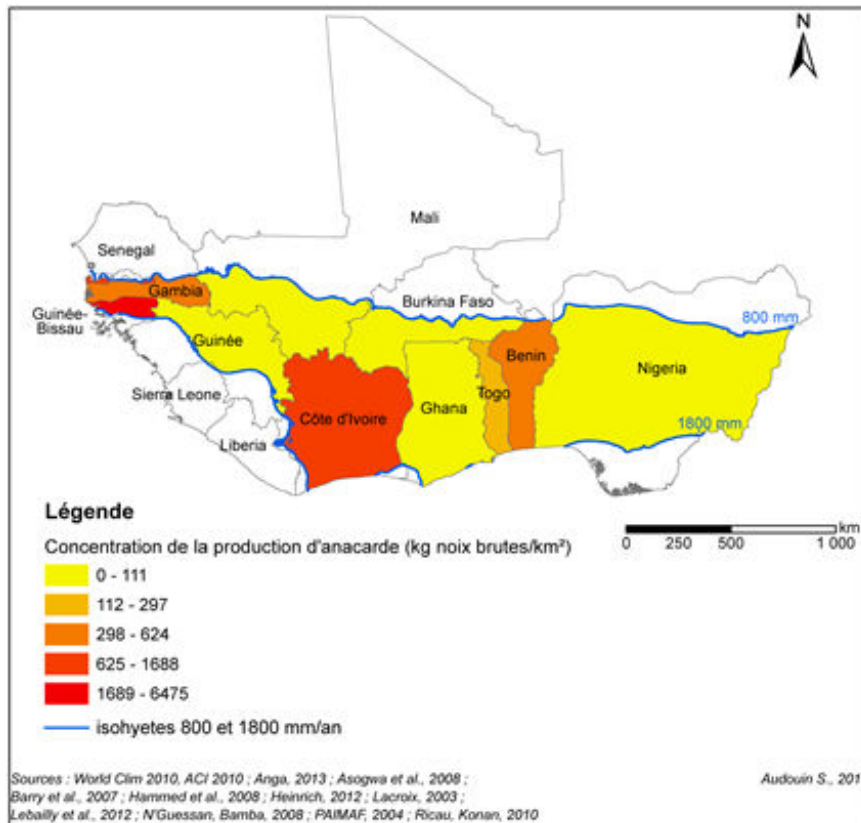 N
Mali
Senegal
Gambia
Burkina Faso
Guinée-
Bissau
800 mm
Guinée
Benin
Nigeria
Sierra Leone
Togo
Ghana
Côte d'Ivoire
1800 mm
Liberia
Légende
km
0 250 500 1 000
Concentration de la production d'anacarde (kg noix brutes/km²)
0 - 111
112 - 297
298 - 624
625 - 1688
1689 - 6475
isohyetes 800 et 1800 mm/an
Sources : World Clim 2010, ACI 2010 ; Anga, 2013 ; Asogwa et al., 2008 ; Audouin S., 201
Barry et al., 2007 ; Hammed et al., 2008 ; Heinrich, 2012 ; Lacroix, 2003 ;
Lebailly et al., 2012 ; N'Guessan, Bamba, 2008 ; PAIMAF, 2004 ; Ricau, Konan, 2010